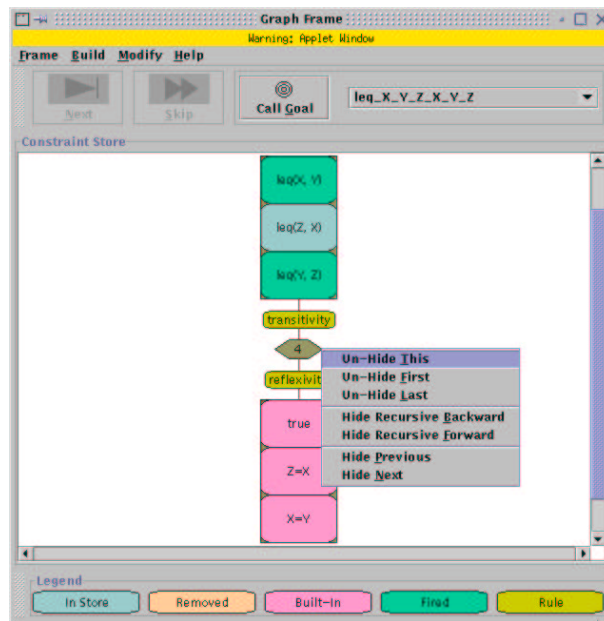 Graph Frame
Warning: Applet Window
Frame Build Modify Help
Next
Skip
Call Goal
leq_X_Y_Z_X_Y_Z
Constraint Store
leq(X, Y)
leq(Z, X)
leq(Y, Z)
transitivity
4
reflexivit
Un-Hide This
Un-Hide First
Un-Hide Last
Hide Recursive Backward
Hide Recursive Forward
Hide Previous
Hide Next
true
Z=X
X=Y
Legend
In Store
Removed
Built-In
Fired
Rule